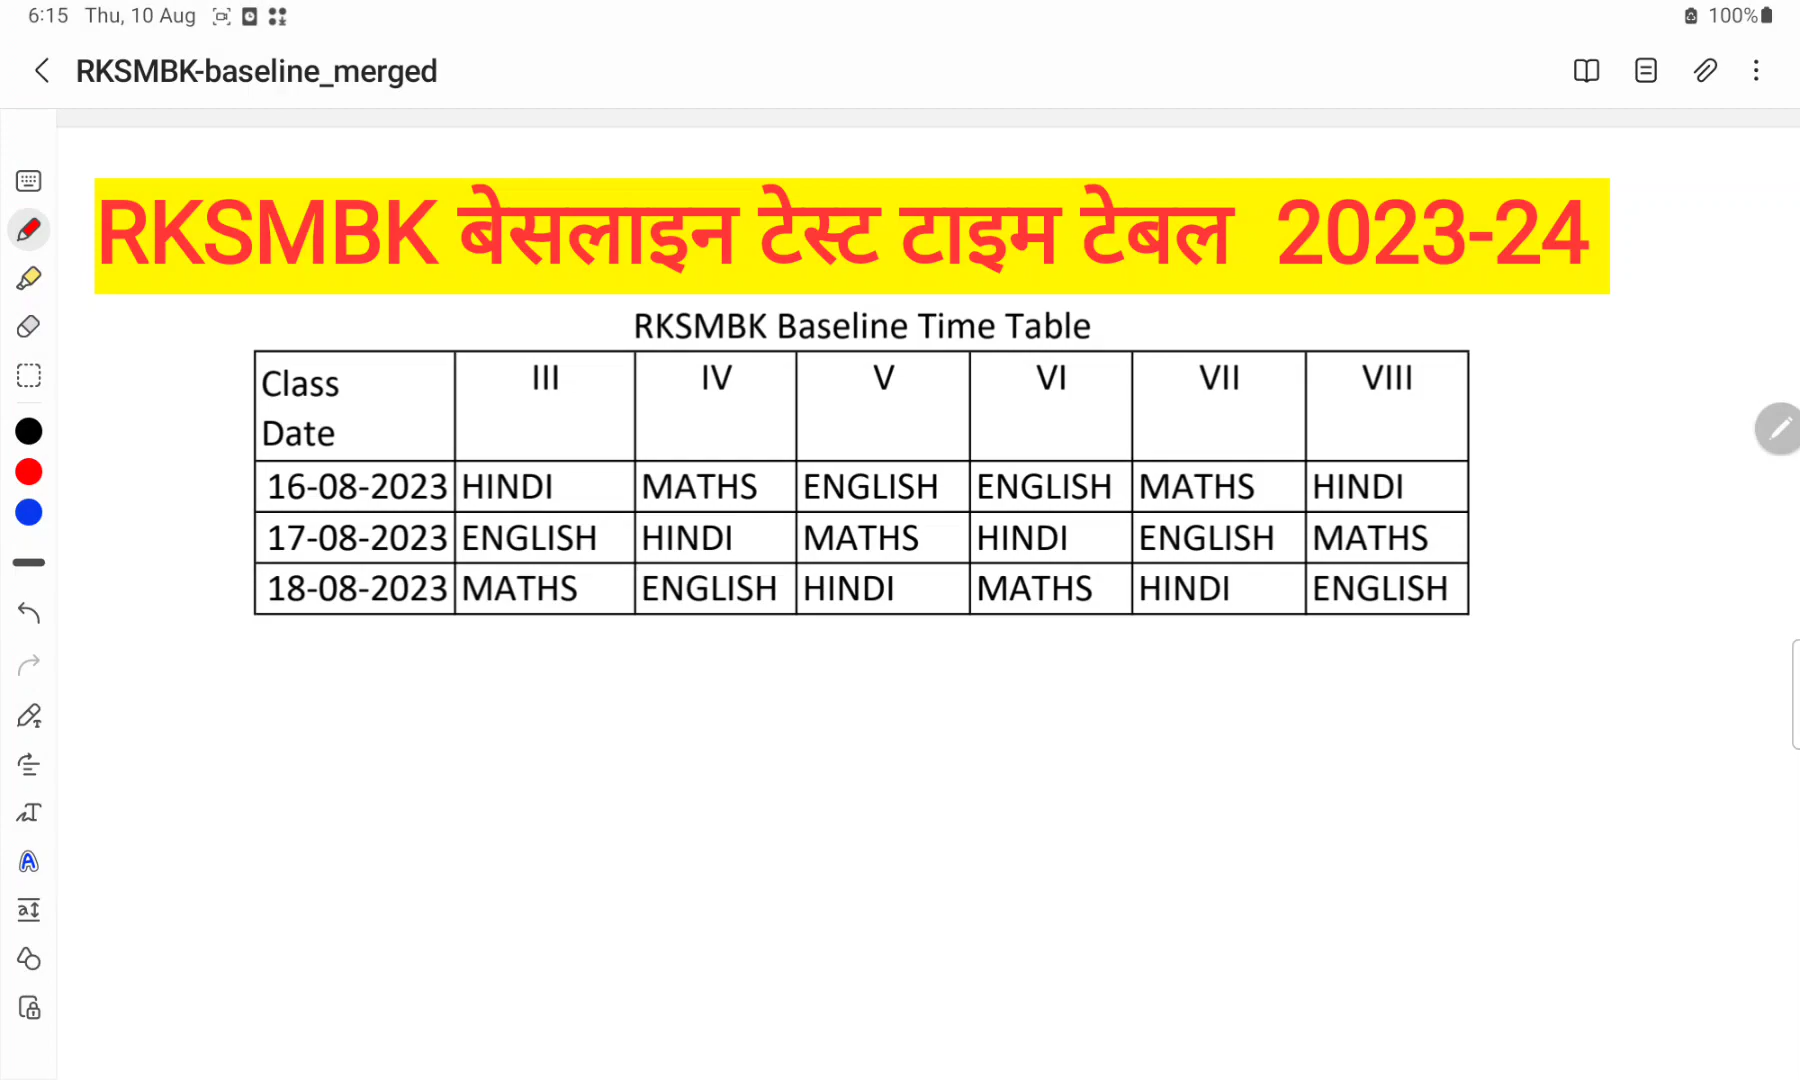 6:15 Thu, 10 Aug
100%
RKSMBK-baseline_merged
RKSMBK बेसलाइन टेस्ट टाइम टेबल 2023-24
RKSMBK Baseline Time Table
Class Date III IV V VI VII VIII
16-08-2023 HINDI MATHS ENGLISH ENGLISH MATHS HINDI
17-08-2023 ENGLISH HINDI MATHS HINDI ENGLISH MATHS
18-08-2023 MATHS ENGLISH HINDI MATHS HINDI ENGLISH